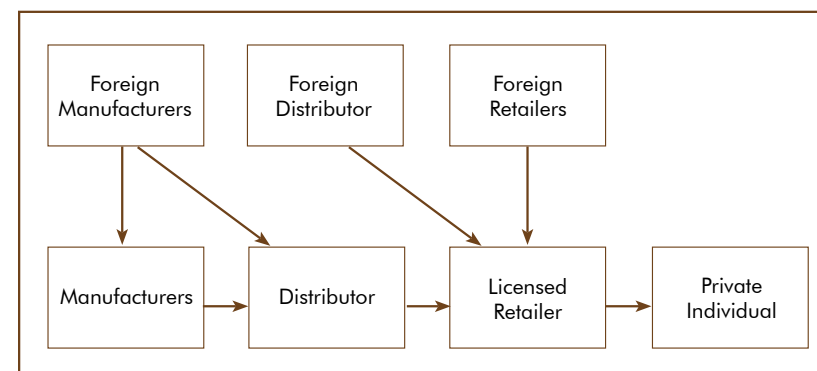 Foreign
Manufacturers
Foreign
Distributor
Foreign
Retailers
Manufacturers
Distributor
Licensed
Retailer
Private
Individual